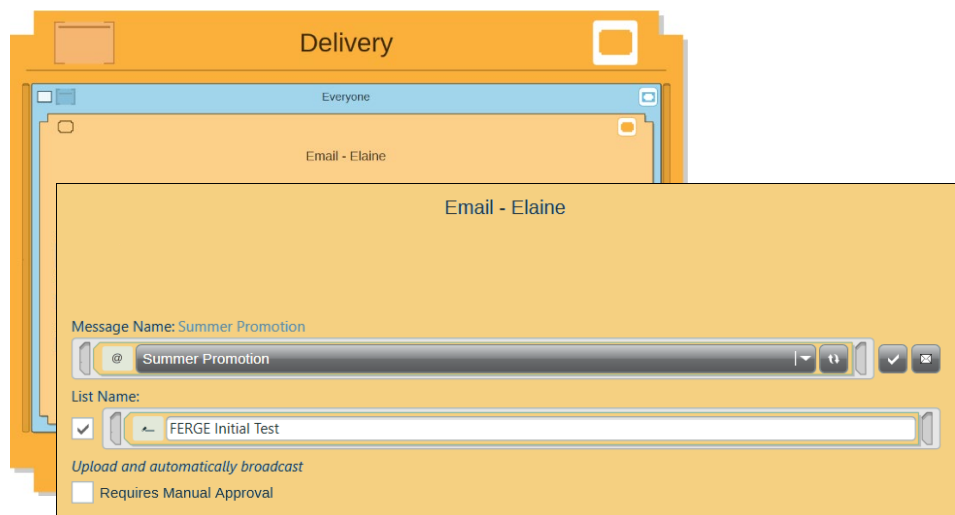 Delivery
Everyone
Email - Elaine
Email - Elaine
Message Name: Summer Promotion
@ Summer Promotion
List Name:
FERGE Initial Test
Upload and automatically broadcast
Requires Manual Approval